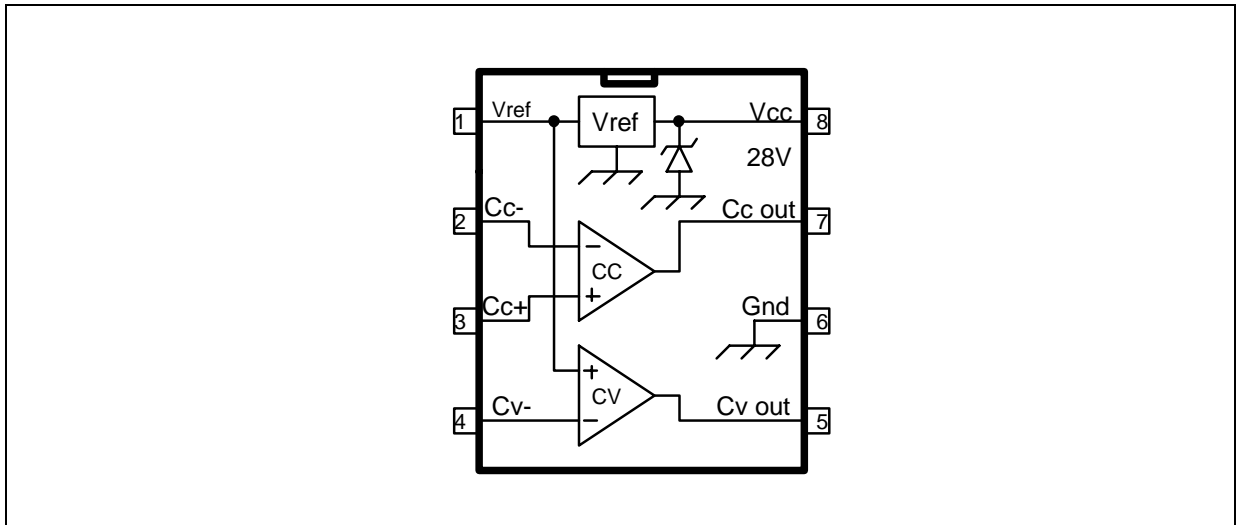 1 Vref Vref Vcc 8
28V
2 Cc- Cc out 7
− CC
+
3 Cc+ Gnd 6
+
CV
4 Cv- − Cv out 5